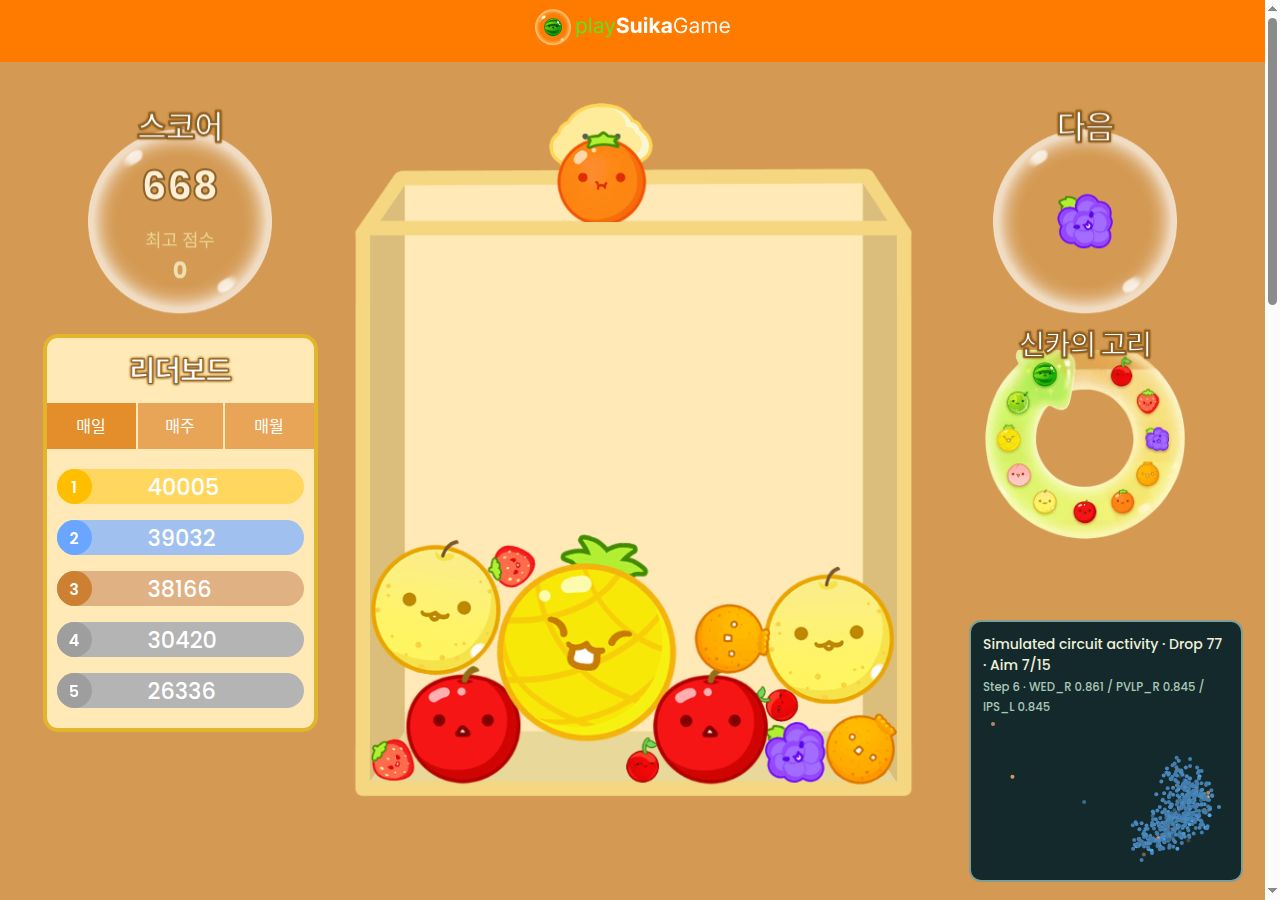 playSuikaGame
스코어
668
최고 점수
0
다음
신카의 고리
리더보드
매일 매주 매월
1 40005
2 39032
3 38166
4 30420
5 26336
Simulated circuit activity · Drop 77
· Aim 7/15
Step 6 · WED_R 0.861 / PVLP_R 0.845 /
IPS_L 0.845